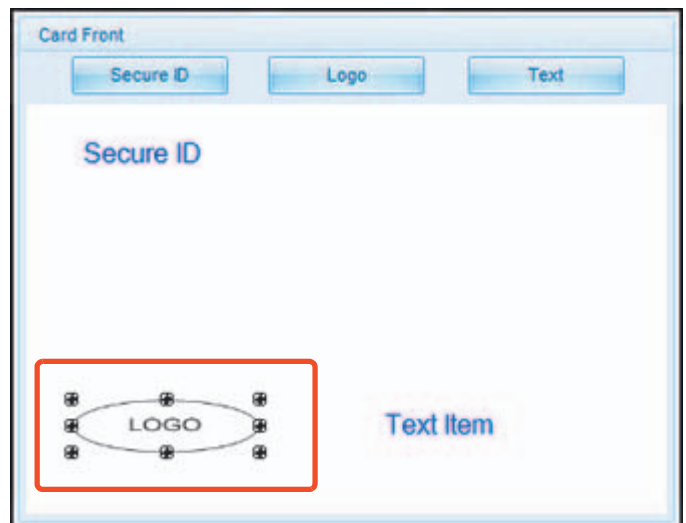 Card Front
Secure ID Logo Text
Secure ID
LOGO
Text Item